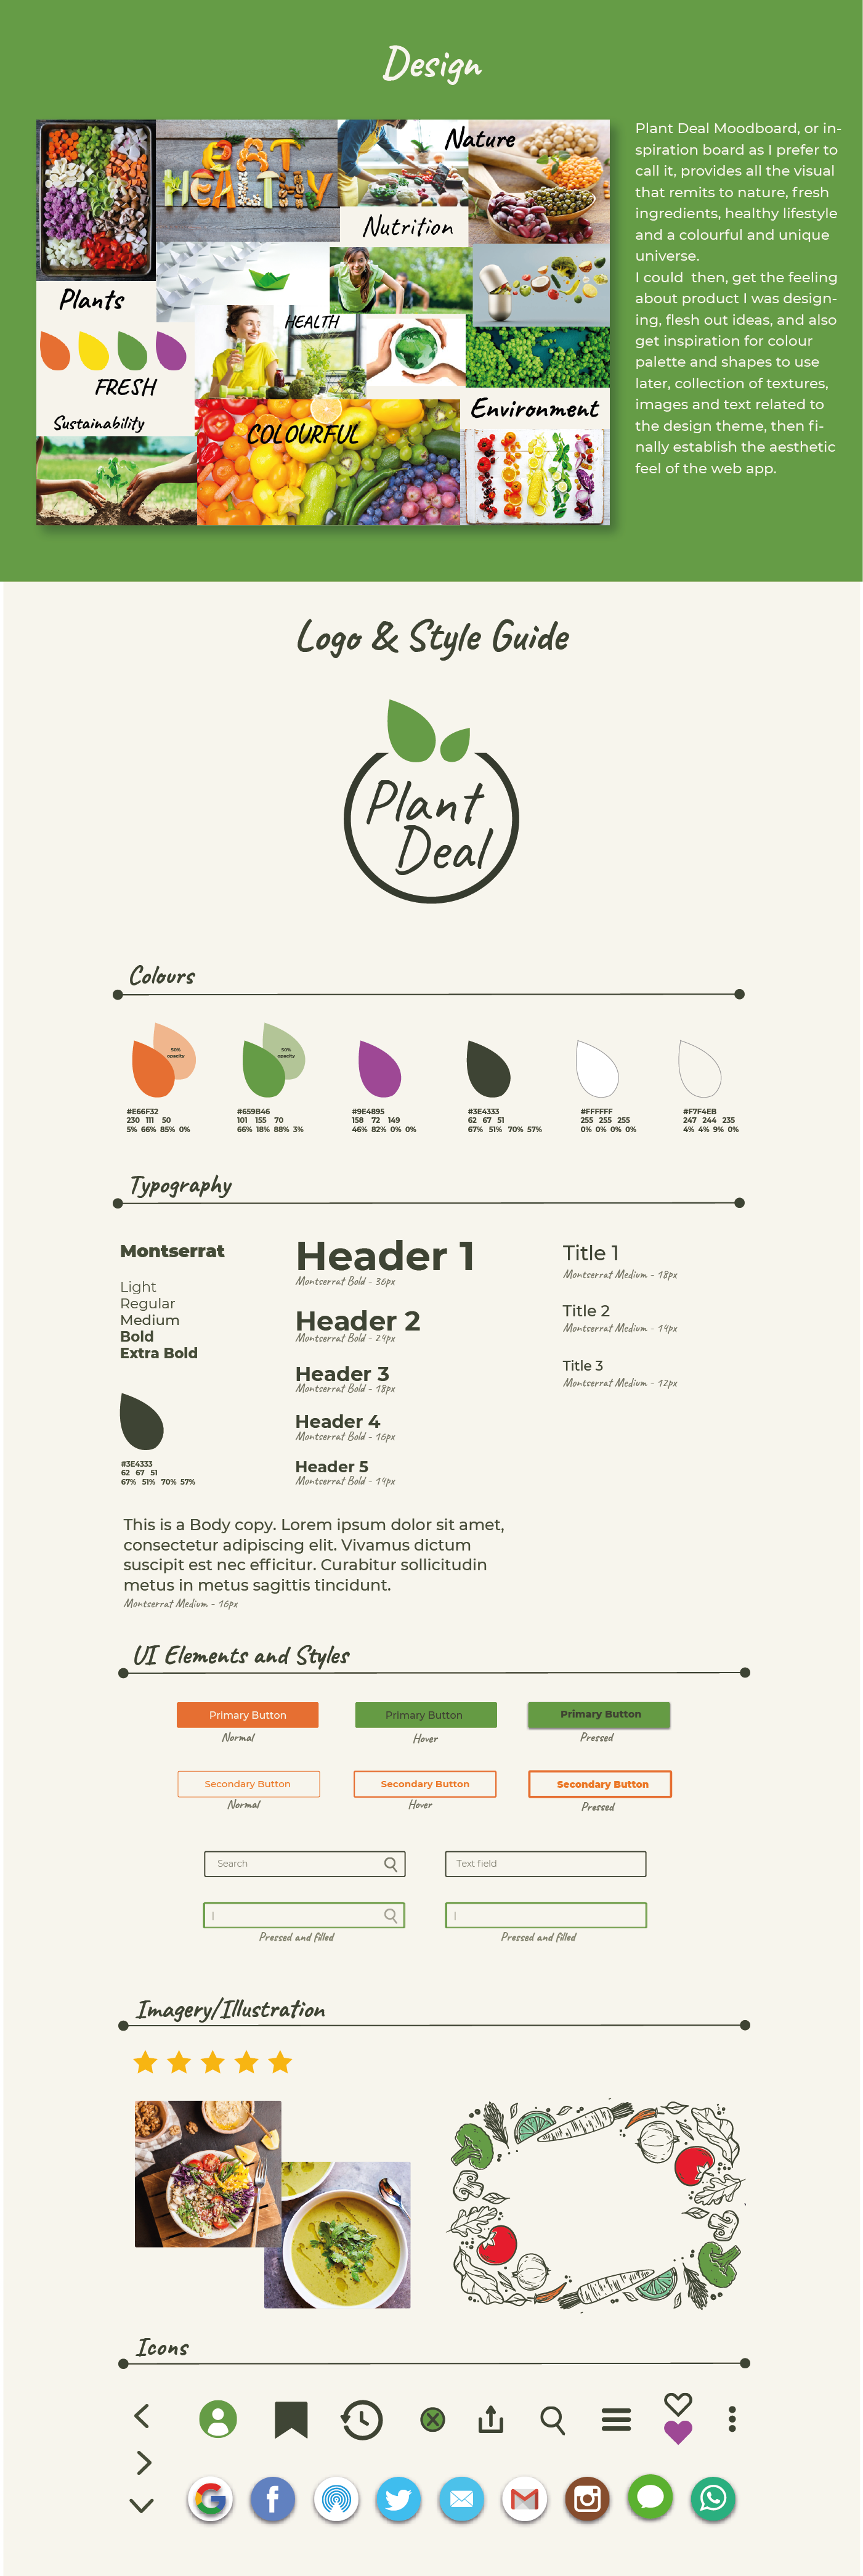 Design
Plants
FRESH
Sustainability
EAT
HEALTHY
Nature
Nutrition
HEALTH
COLOURFUL
Environment
Plant Deal Moodboard, or in-
spiration board as I prefer to
call it, provides all the visual
that remits to nature, fresh
ingredients, healthy lifestyle
and a colourful and unique
universe.
I could then, get the feeling
about product I was design-
ing, flesh out ideas, and also
get inspiration for colour
palette and shapes to use
later, collection of textures,
images and text related to
the design theme, then fi-
nally establish the aesthetic
feel of the web app.
Logo & Style Guide
Plant
Deal
Colours
50%
opacity
50%
opacity
#E66F32
230 111 50
5% 66% 85% 0%
#659B46
101 155 70
66% 18% 88% 3%
#9E4895
158 72 149
46% 82% 0% 0%
#3E4333
62 67 51
67% 51% 70% 57%
#FFFFFF
255 255 255
0% 0% 0% 0%
#F7F4EB
247 244 235
4% 4% 9% 0%
Typography
Montserrat
Light
Regular
Medium
Bold
Extra Bold
#3E4333
62 67 51
67% 51% 70% 57%
Header 1
Montserrat Bold - 36px
Header 2
Montserrat Bold - 24px
Header 3
Montserrat Bold - 18px
Header 4
Montserrat Bold - 16px
Header 5
Montserrat Bold - 14px
Title 1
Montserrat Medium - 18px
Title 2
Montserrat Medium - 14px
Title 3
Montserrat Medium - 12px
This is a Body copy. Lorem ipsum dolor sit amet,
consectetur adipiscing elit. Vivamus dictum
suscipit est nec efficitur. Curabitur sollicitudin
metus in metus sagittis tincidunt.
Montserrat Medium - 16px
UI Elements and Styles
Primary Button
Normal
Primary Button
Hover
Primary Button
Pressed
Secondary Button
Normal
Secondary Button
Hover
Secondary Button
Pressed
Search
Text field
Pressed and filled
Pressed and filled
Imagery/Illustration
Icons